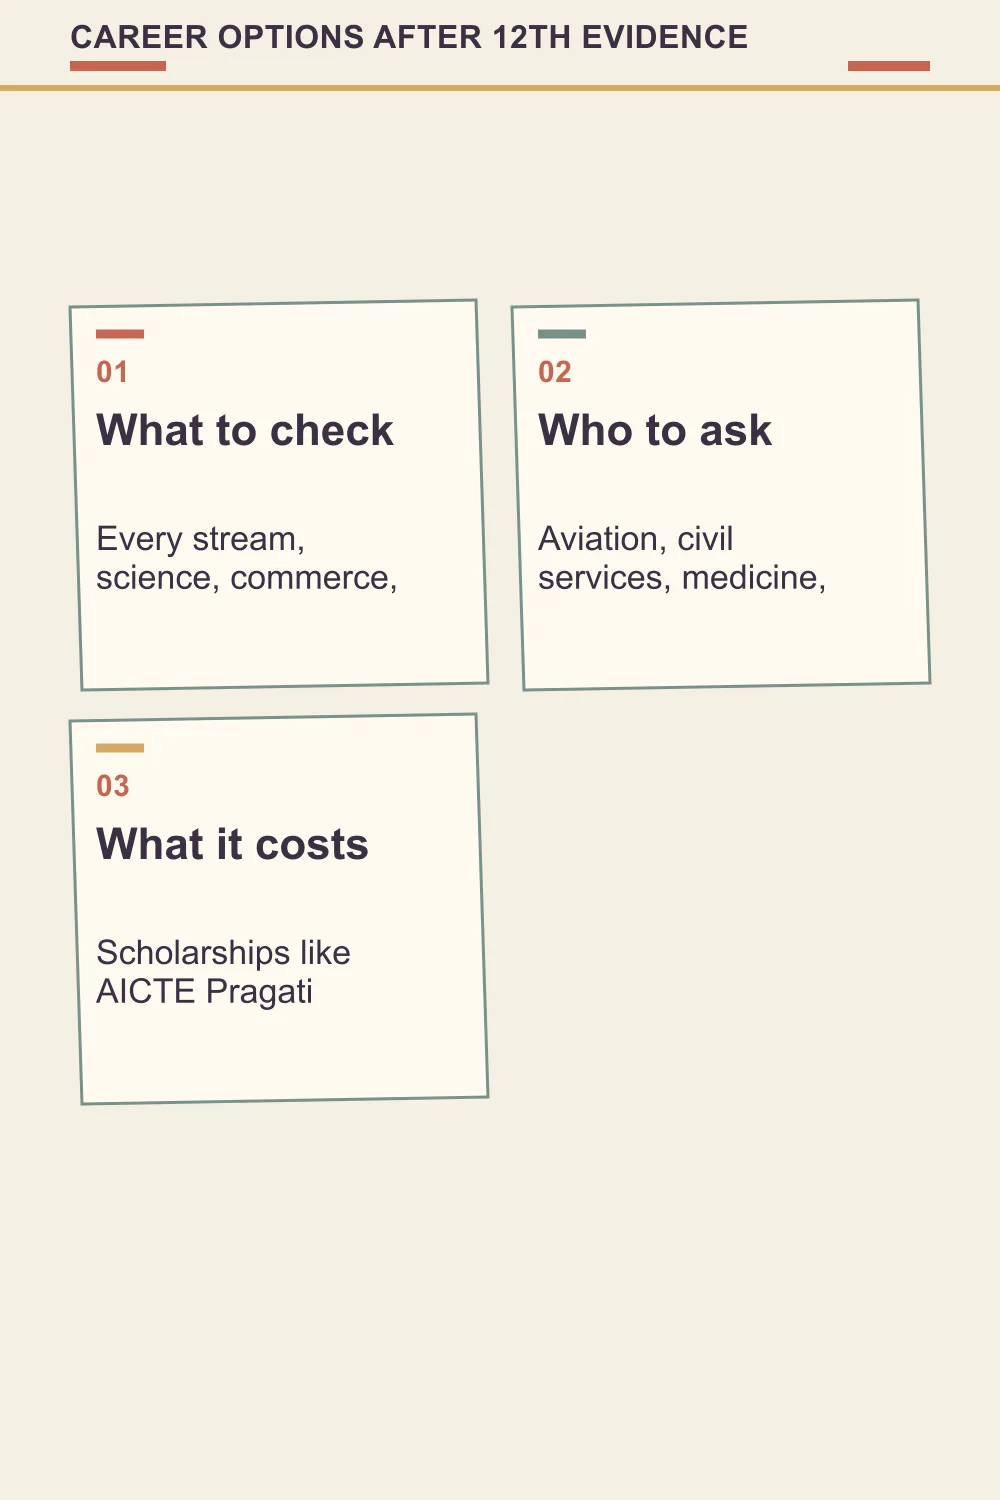 CAREER OPTIONS AFTER 12TH EVIDENCE
01
What to check
Every stream,
science, commerce,
02
Who to ask
Aviation, civil
services, medicine,
03
What it costs
Scholarships like
AICTE Pragati